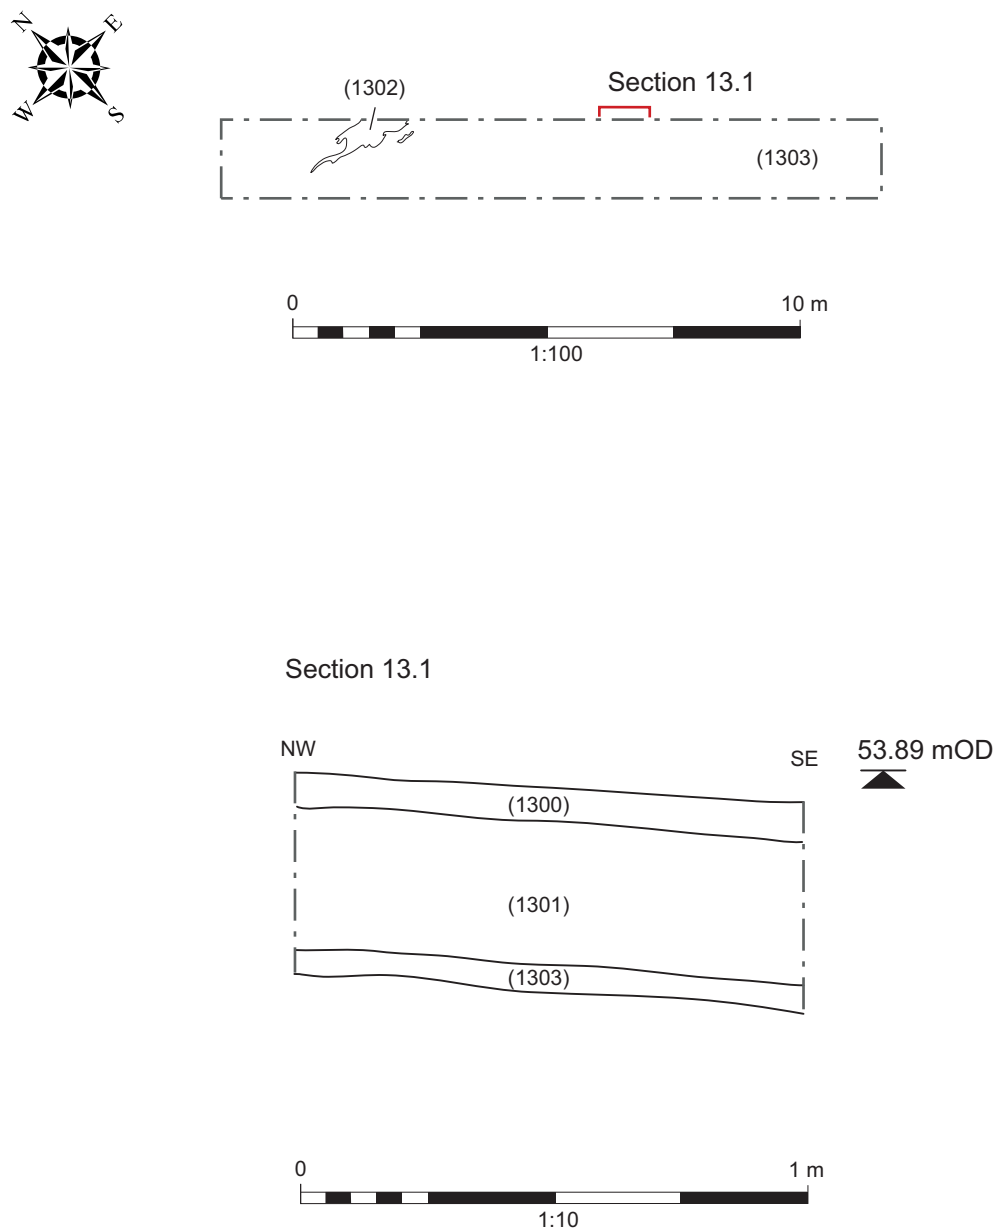 N E
W S
Section 13.1
(1302)
(1303)
0 10 m
1:100
Section 13.1
NW SE 53.89 mOD
(1300)
(1301)
(1303)
0 1 m
1:10